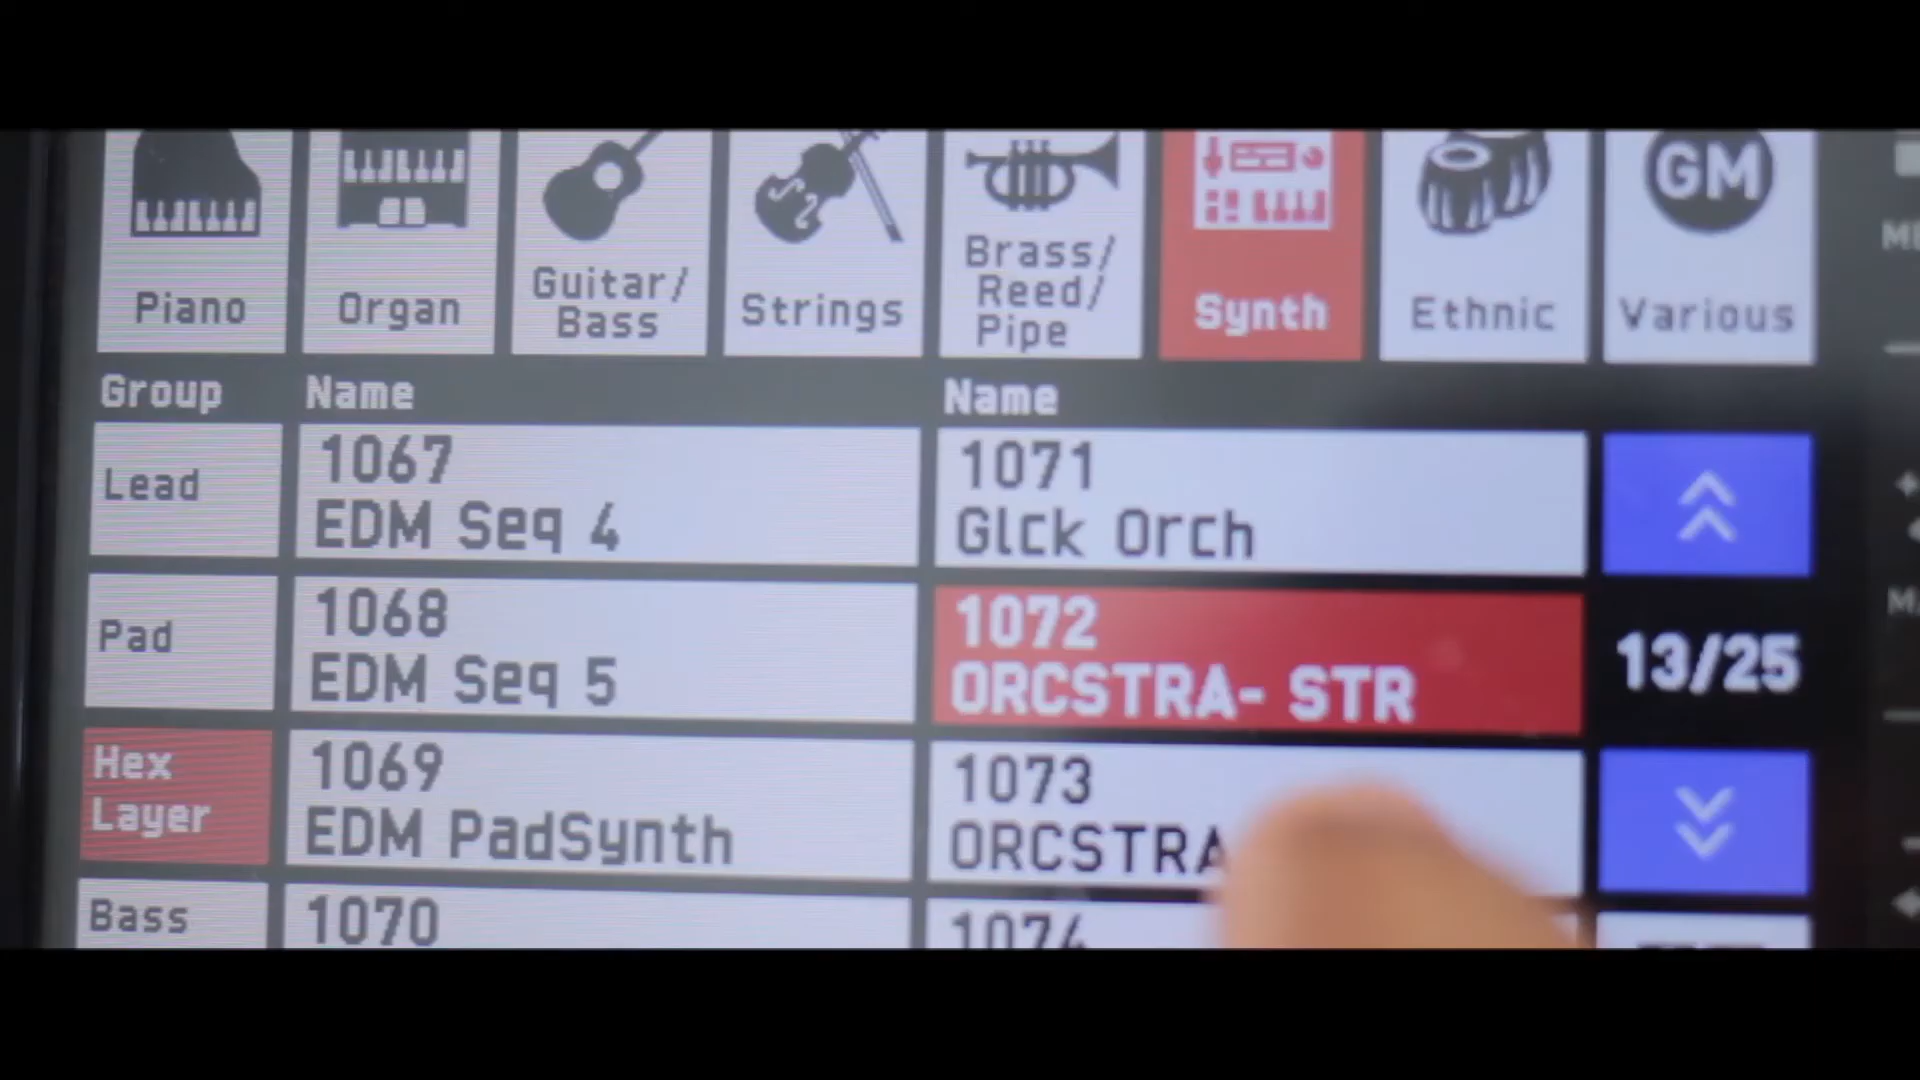 GM
Piano
Organ
Guitar/
Bass
Strings
Brass/
Reed/
Pipe
Synth
Ethnic
Various
Group
Name
Name
Lead
1067
EDM Seq 4
1071
Glck Orch
Pad
1068
EDM Seq 5
1072
ORCSTRA- STR
13/25
Hex
Layer
1069
EDM PadSynth
1073
ORCSTRA
Bass
1070
1074